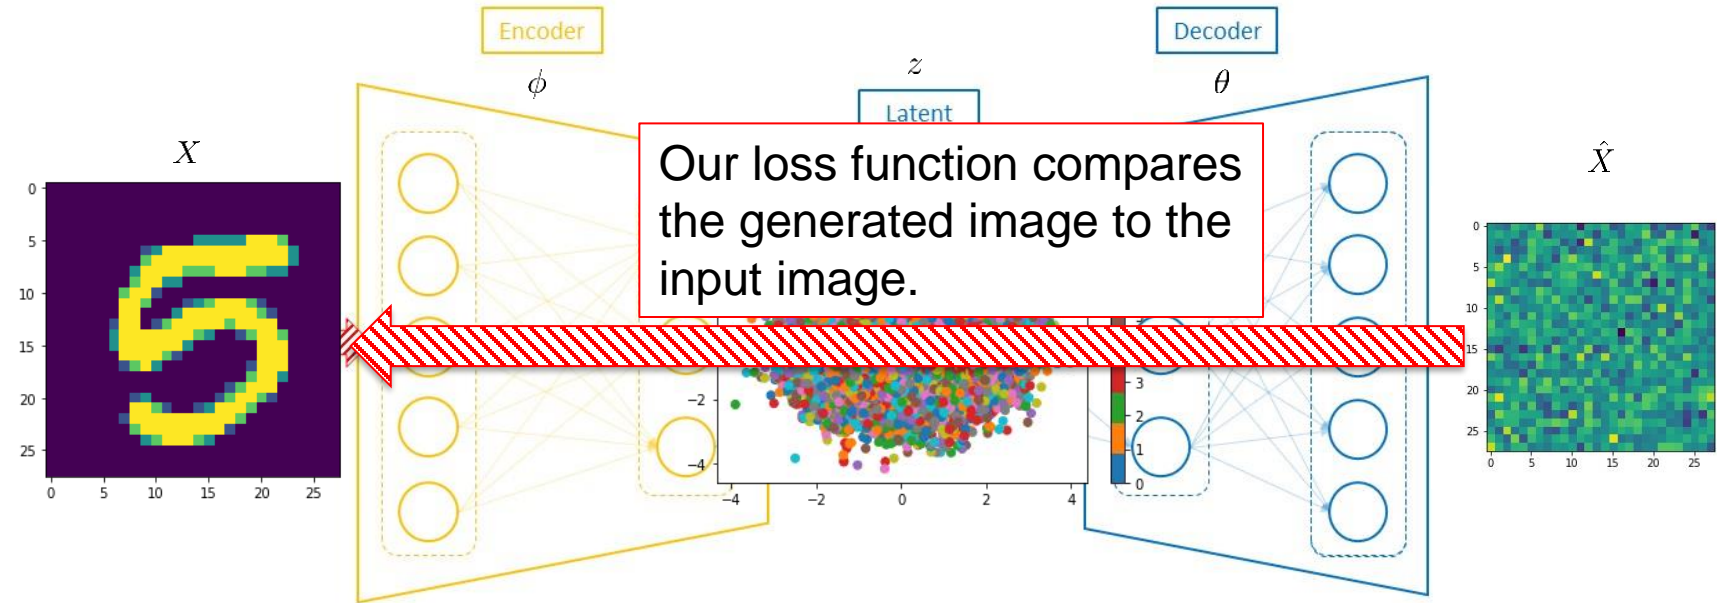 Encoder
Decoder
ϕ
z
θ
Latent
X
X̂
Our loss function compares
the generated image to the
input image.
0
5
10
15
20
25
0 5 10 15 20 25
−2
−4
−4 −2 0 2 4
3
2
1
0
0
5
10
15
20
25
0 5 10 15 20 25